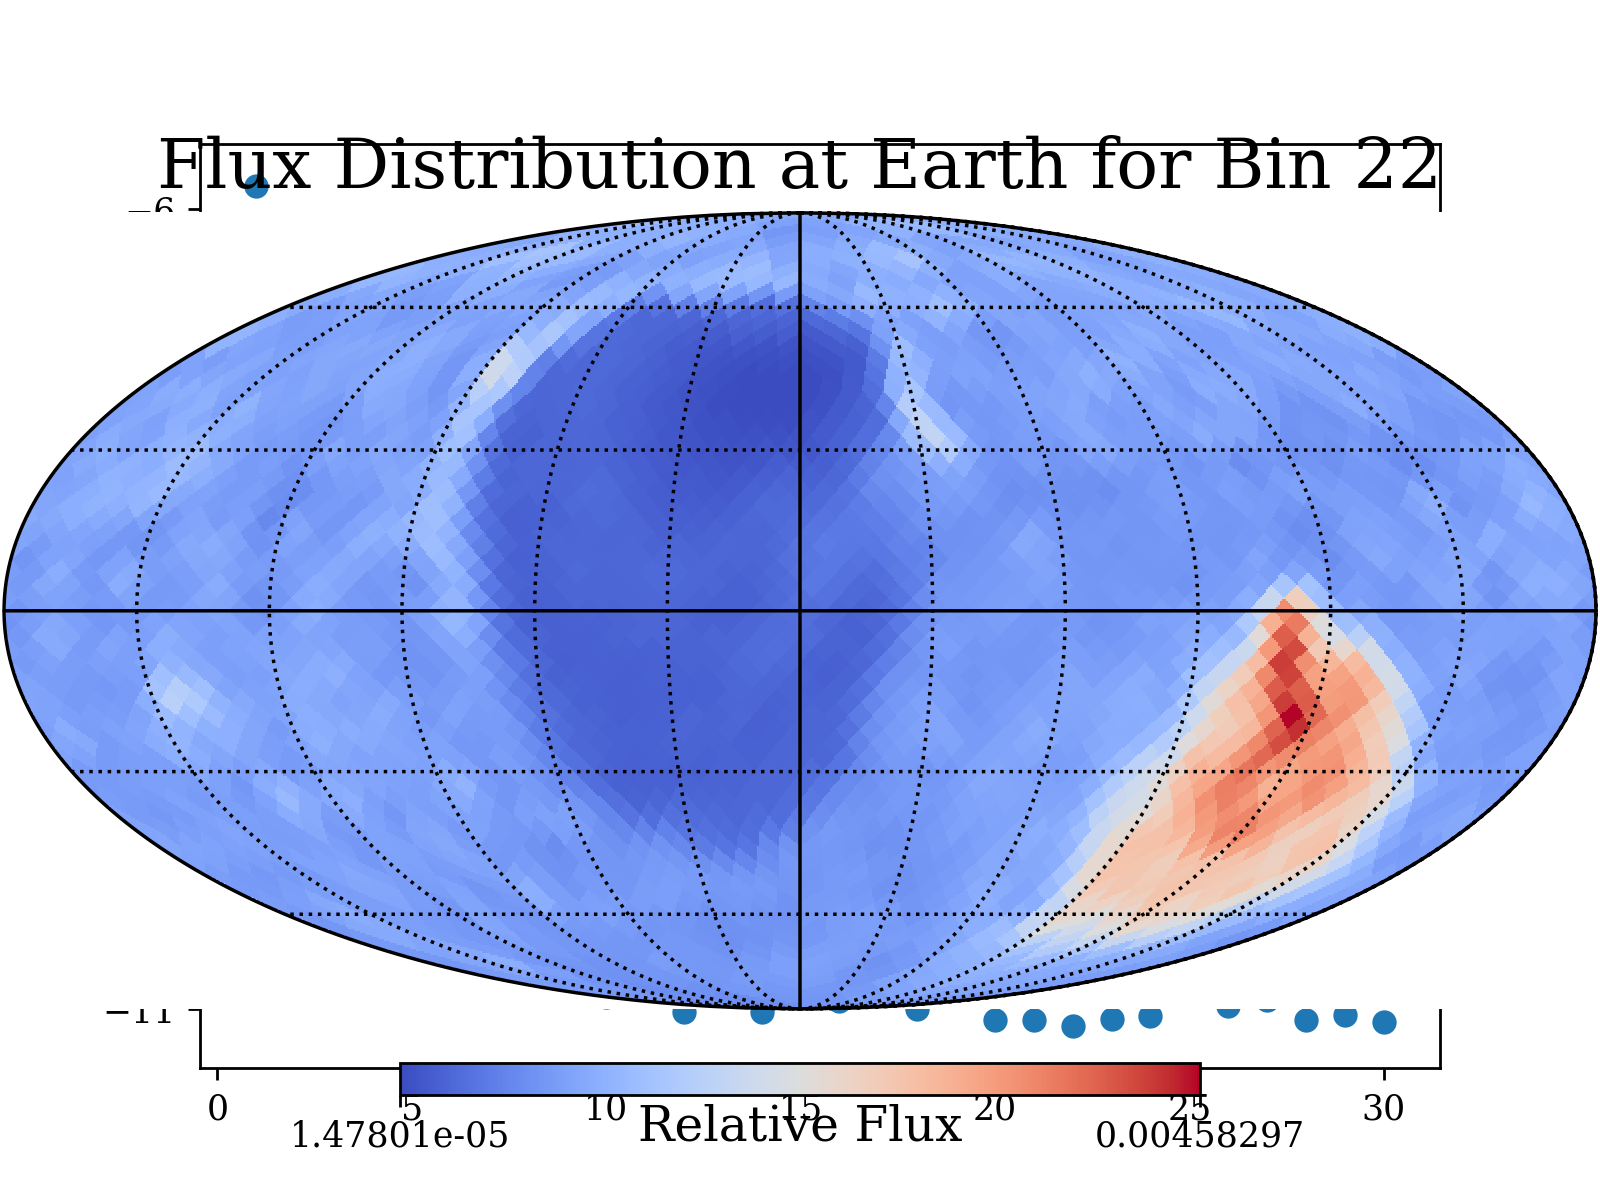 Flux Distribution at Earth for Bin 22
−6
−11
0 5 10 15 20 25 30
Relative Flux
1.47801e-05 0.00458297